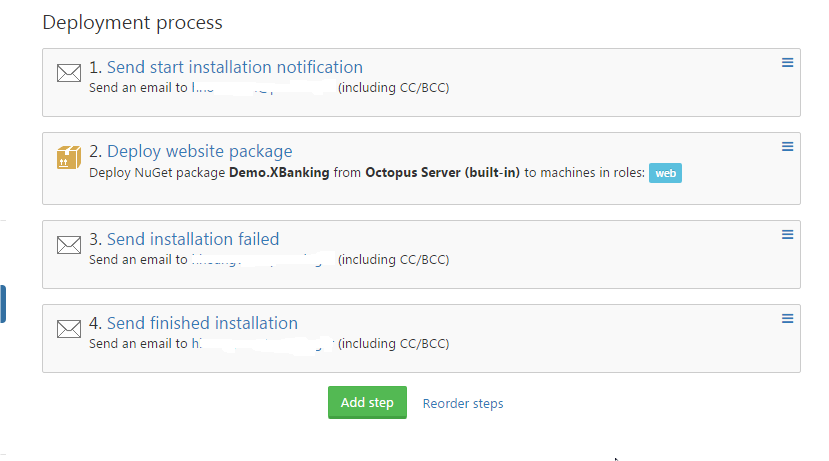 Deployment process
1. Send start installation notification
Send an email to (including CC/BCC)
2. Deploy website package
Deploy NuGet package Demo.XBanking from Octopus Server (built-in) to machines in roles: web
3. Send installation failed
Send an email to (including CC/BCC)
4. Send finished installation
Send an email to (including CC/BCC)
Add step Reorder steps